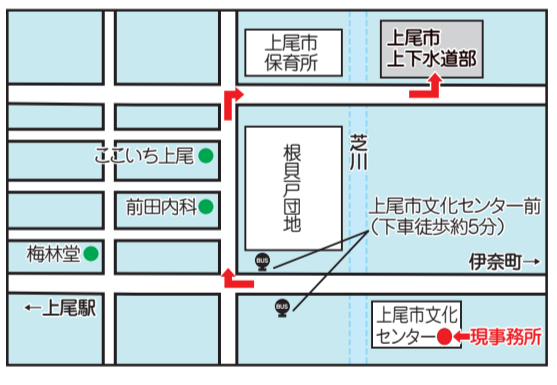 上尾市
保育所
上尾市
上下水道部
ここいち上尾
根貝戸団地
芝川
前田内科
上尾市文化センター前
(下車徒歩約5分)
梅林堂
BUS
伊奈町→
←上尾駅
BUS
上尾市文化
センター
←現事務所